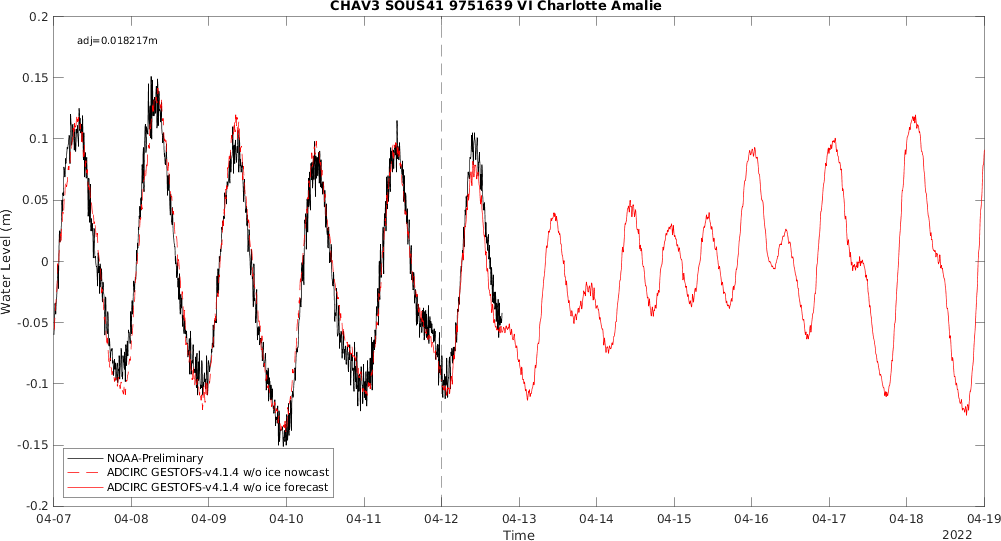 CHAV3 SOUS41 9751639 VI Charlotte Amalie
adj=0.018217m
0.2
0.15
0.1
0.05
0
-0.05
-0.1
-0.15
-0.2
Water Level (m)
NOAA-Preliminary
ADCIRC GESTOFS-v4.1.4 w/o ice nowcast
ADCIRC GESTOFS-v4.1.4 w/o ice forecast
04-07 04-08 04-09 04-10 04-11 04-12 04-13 04-14 04-15 04-16 04-17 04-18 04-19
Time
2022